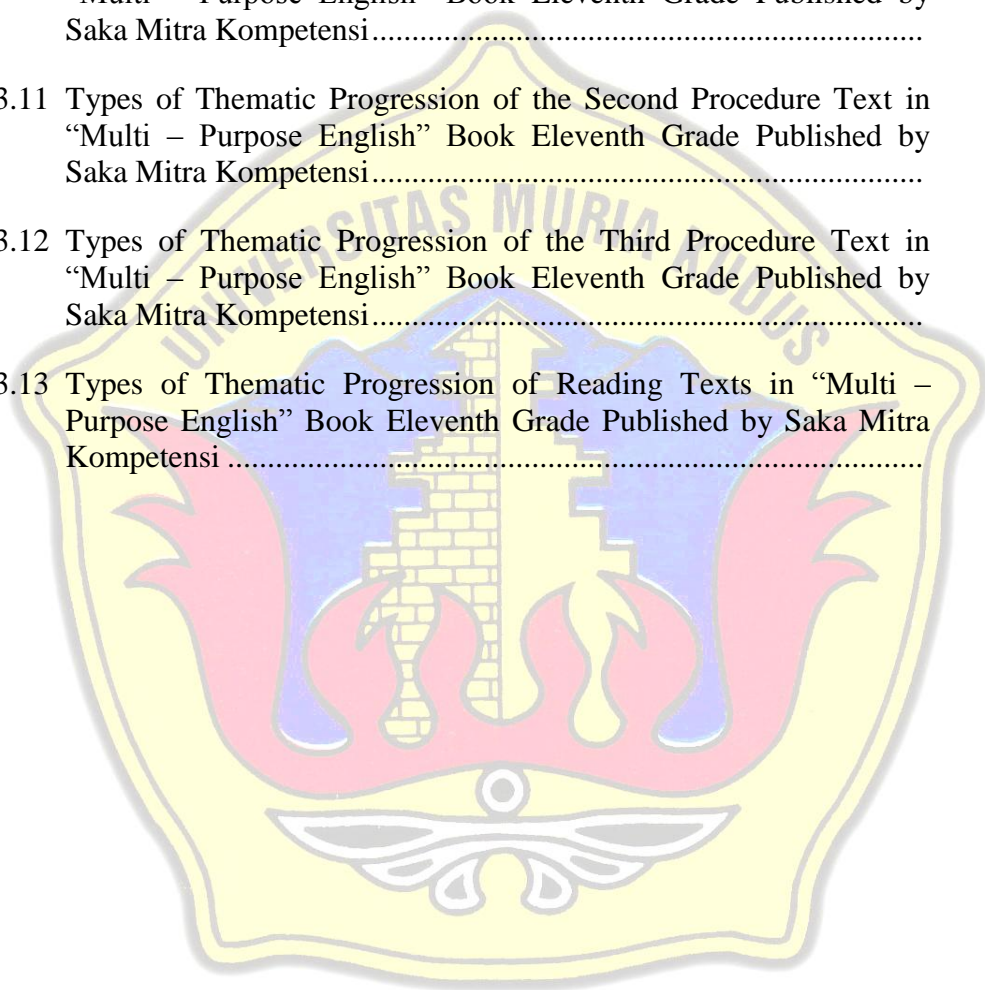 "Multi – Purpose English" Book Eleventh Grade Published by
Saka Mitra Kompetensi......................................................................
3.11 Types of Thematic Progression of the Second Procedure Text in
“Multi – Purpose English” Book Eleventh Grade Published by
Saka Mitra Kompetensi......................................................................
3.12 Types of Thematic Progression of the Third Procedure Text in
“Multi – Purpose English” Book Eleventh Grade Published by
Saka Mitra Kompetensi......................................................................
3.13 Types of Thematic Progression of Reading Texts in “Multi –
Purpose English” Book Eleventh Grade Published by Saka Mitra
Kompetensi ........................................................................................
UNIVERSITAS MURIA KUDUS